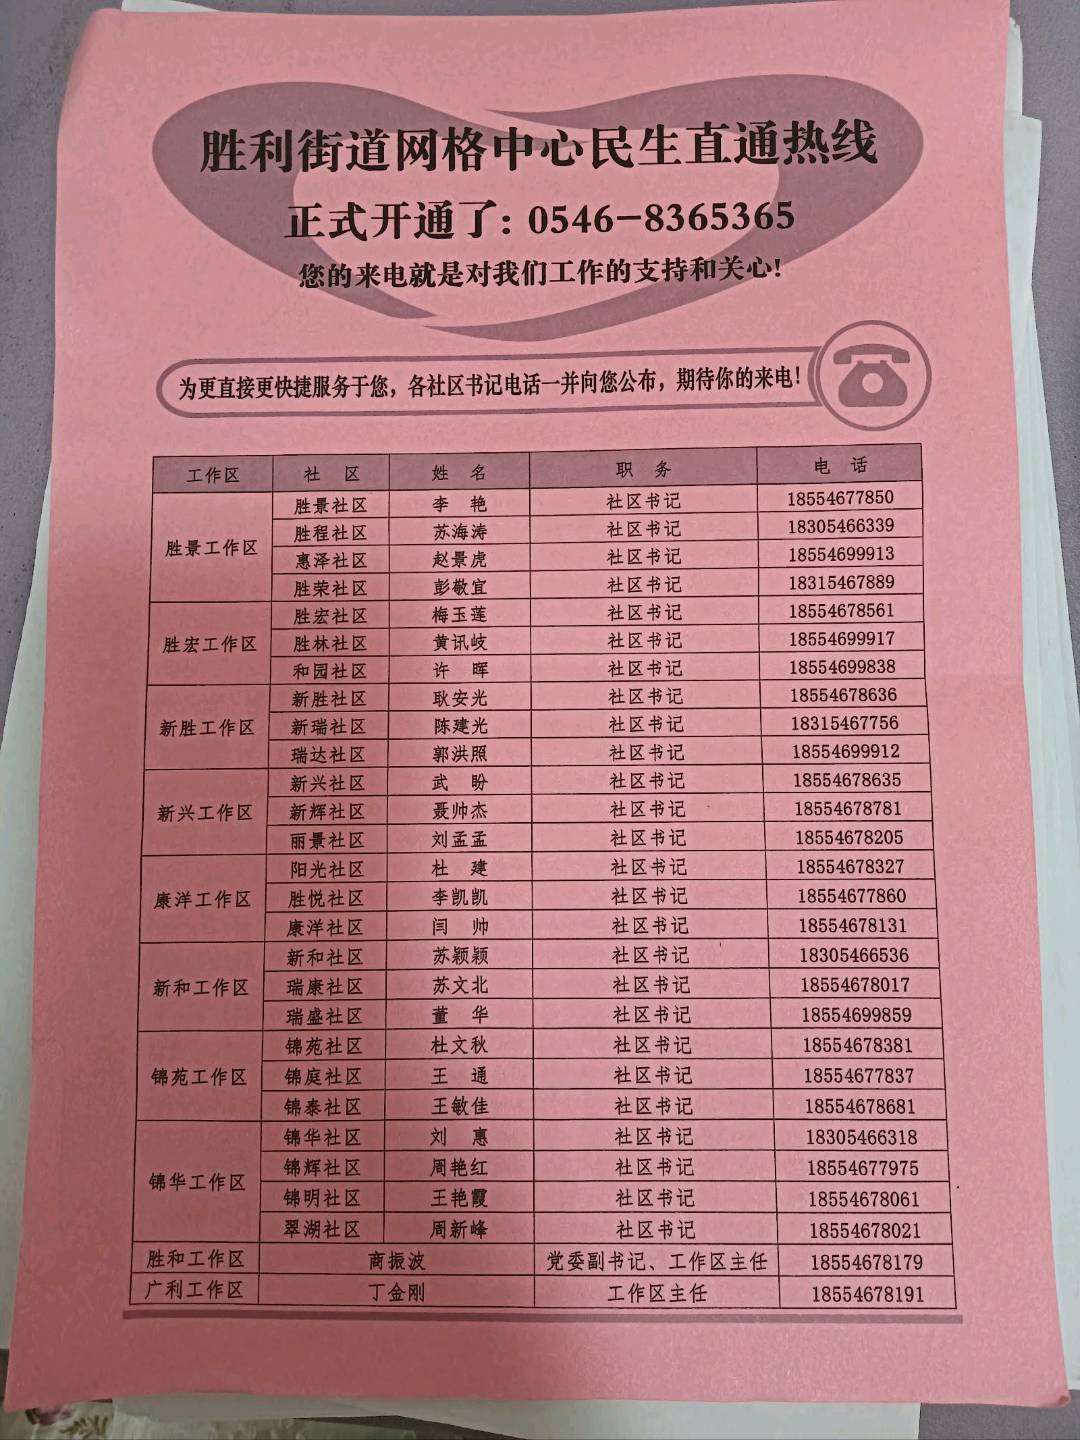 胜利街道网格中心民生直通热线
正式开通了: 0546-8365365
您的来电就是对我们工作的支持和关心!
为更直接更快捷服务于您，各社区书记电话一并向您公布，期待你的来电!
工作区 社 区 姓 名 职 务 电 话
胜景工作区
胜景社区 李 艳 社区书记 18554677850
胜程社区 苏海涛 社区书记 18305466339
惠泽社区 赵景虎 社区书记 18554699913
胜荣社区 彭敬宜 社区书记 18315467889
胜宏工作区
胜宏社区 梅玉莲 社区书记 18554678561
胜林社区 黄讯岐 社区书记 18554699917
和园社区 许 晖 社区书记 18554699838
新胜工作区
新胜社区 耿安光 社区书记 18554678636
新瑞社区 陈建光 社区书记 18315467756
瑞达社区 郭洪照 社区书记 18554699912
新兴工作区
新兴社区 武 盼 社区书记 18554678635
新辉社区 聂帅杰 社区书记 18554678781
丽景社区 刘孟孟 社区书记 18554678205
康洋工作区
阳光社区 杜 建 社区书记 18554678327
胜悦社区 李凯凯 社区书记 18554677860
康洋社区 闫 帅 社区书记 18554678131
新和工作区
新和社区 苏颖颖 社区书记 18305466536
瑞康社区 苏文北 社区书记 18554678017
瑞盛社区 董 华 社区书记 18554699859
锦苑工作区
锦苑社区 杜文秋 社区书记 18554678381
锦庭社区 王 通 社区书记 18554677837
锦泰社区 王敏佳 社区书记 18554678681
锦华工作区
锦华社区 刘 惠 社区书记 18305466318
锦辉社区 周艳红 社区书记 18554677975
锦明社区 王艳霞 社区书记 18554678061
翠湖社区 周新峰 社区书记 18554678021
胜和工作区 商振波 党委副书记、工作区主任 18554678179
广利工作区 丁金刚 工作区主任 18554678191